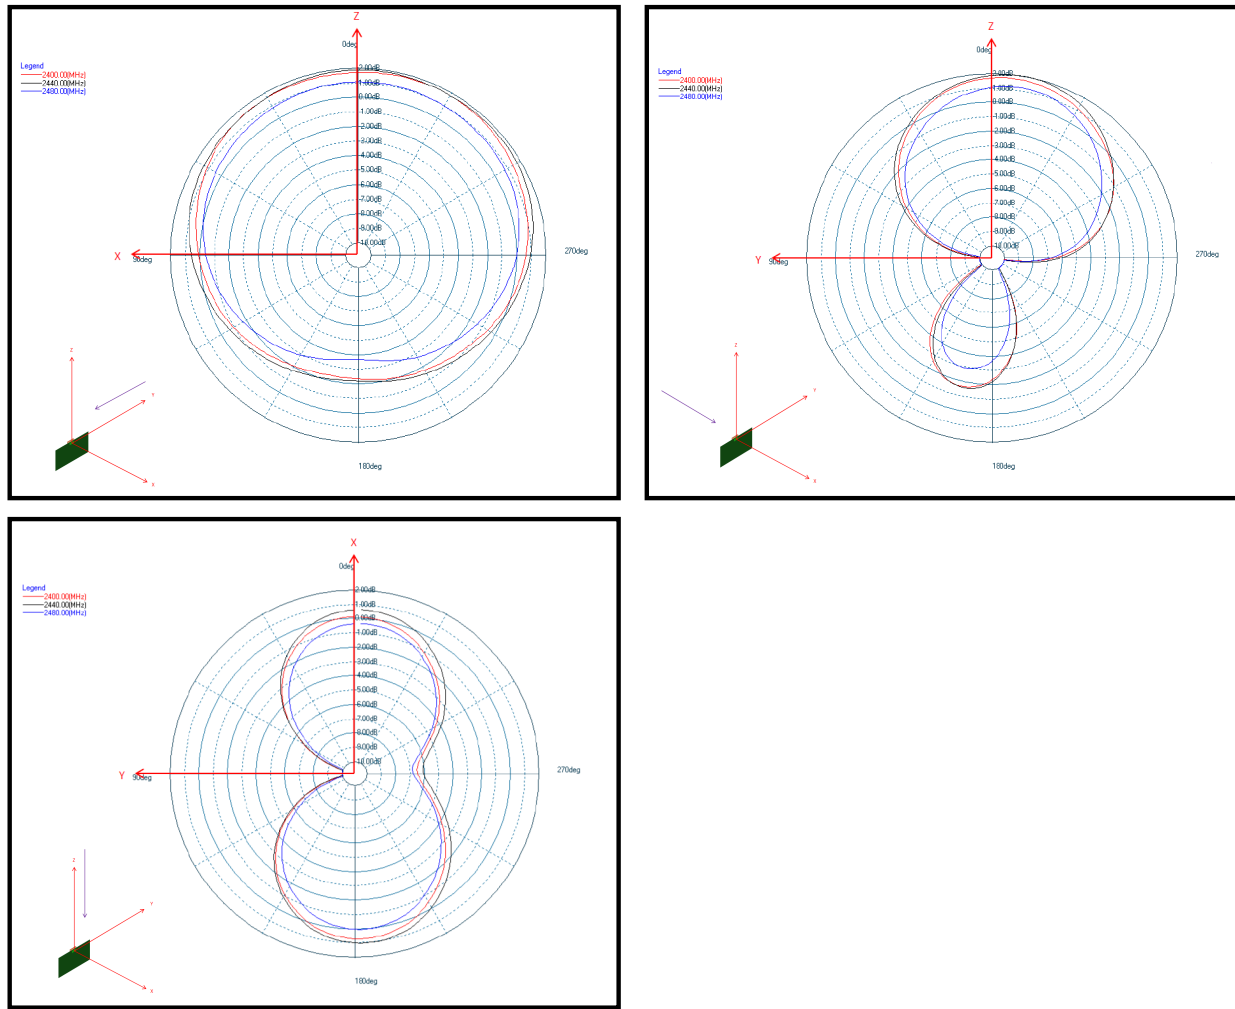 Z
0deg
Legend
2400.00(MHz)
2440.00(MHz)
2480.00(MHz)
2.00dB
1.00dB
0.00dB
-1.00dB
-2.00dB
-3.00dB
-4.00dB
-5.00dB
-6.00dB
-7.00dB
-8.00dB
-9.00dB
-10.00dB
X
90deg
270deg
180deg
Z
Y
X
Z
0deg
Legend
2400.00(MHz)
2440.00(MHz)
2480.00(MHz)
2.00dB
1.00dB
0.00dB
-1.00dB
-2.00dB
-3.00dB
-4.00dB
-5.00dB
-6.00dB
-7.00dB
-8.00dB
-9.00dB
-10.00dB
Y
90deg
270deg
180deg
Z
Y
X
X
0deg
Legend
2400.00(MHz)
2440.00(MHz)
2480.00(MHz)
2.00dB
1.00dB
0.00dB
-1.00dB
-2.00dB
-3.00dB
-4.00dB
-5.00dB
-6.00dB
-7.00dB
-8.00dB
-9.00dB
-10.00dB
Y
90deg
270deg
180deg
Z
Y
X